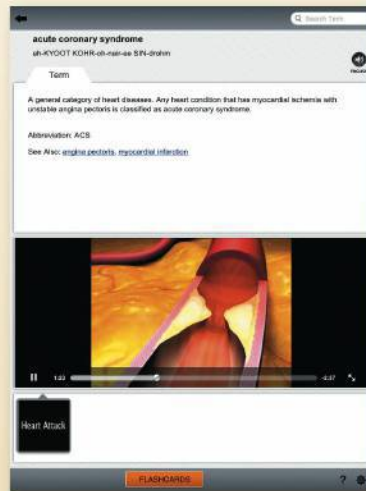 Search Term
acute coronary syndrome
ah-KYOOT KOHR-oh-nair-ee SIN-drohm
Term
A general category of heart diseases. Any heart condition that has myocardial ischemia with
unstable angina pectoris is classified as acute coronary syndrome.
Abbreviation: ACS
See Also: angina pectoris, myocardial infarction
1:23
-0:37
Heart Attack
FLASHCARDS
?